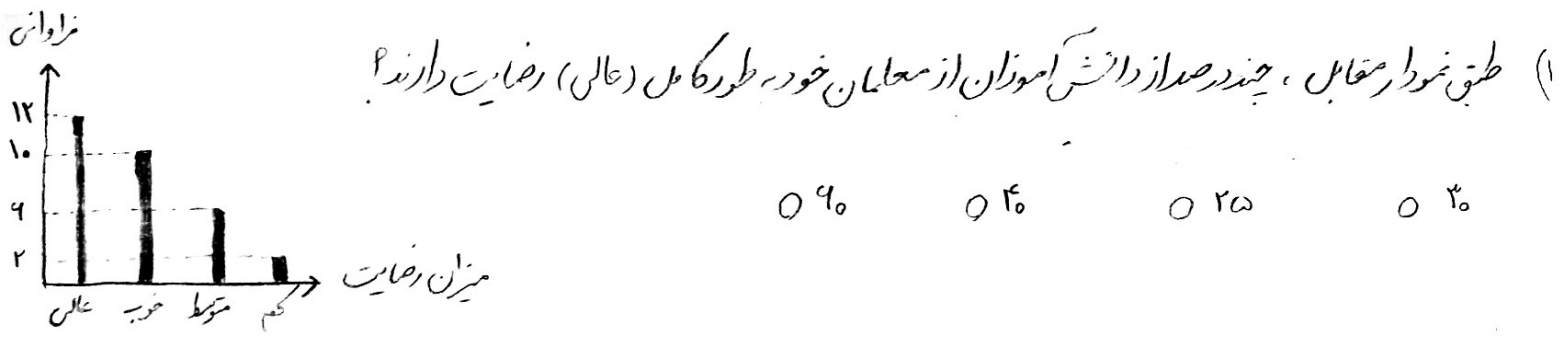 ۱) طبق نمودار مقابل ، چند درصد از دانش آموزان از معلمان خود به طور کامل (عالی) رضایت دارند؟
۳۰ ۲۵ ۴۰ ۶۰
فراوانی
۱۲
۱۰
۶
۲
عالی خوب متوسط کم
میزان رضایت